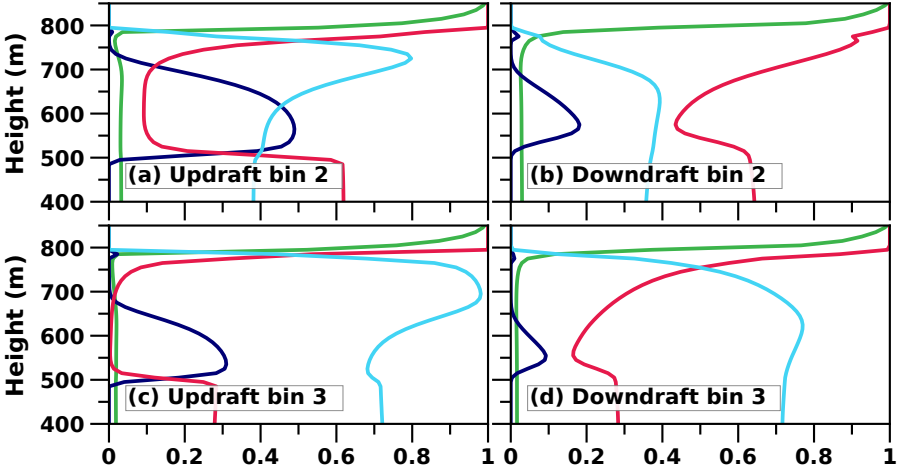 800
700
600
500
400
Height (m)
(a) Updraft bin 2
(b) Downdraft bin 2
800
700
600
500
400
Height (m)
(c) Updraft bin 3
(d) Downdraft bin 3
0 0.2 0.4 0.6 0.8 1
0 0.2 0.4 0.6 0.8 1